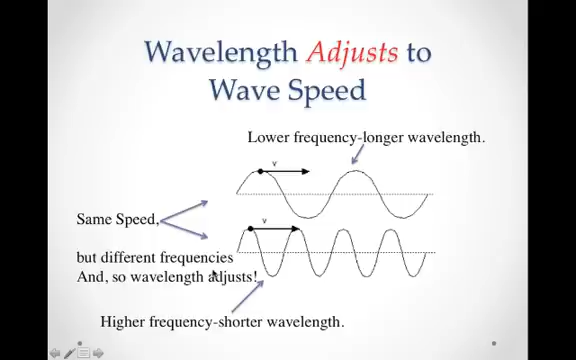 Wavelength Adjusts to
Wave Speed
Lower frequency-longer wavelength.
v
Same Speed,
v
but different frequencies
And, so wavelength adjusts!
Higher frequency-shorter wavelength.